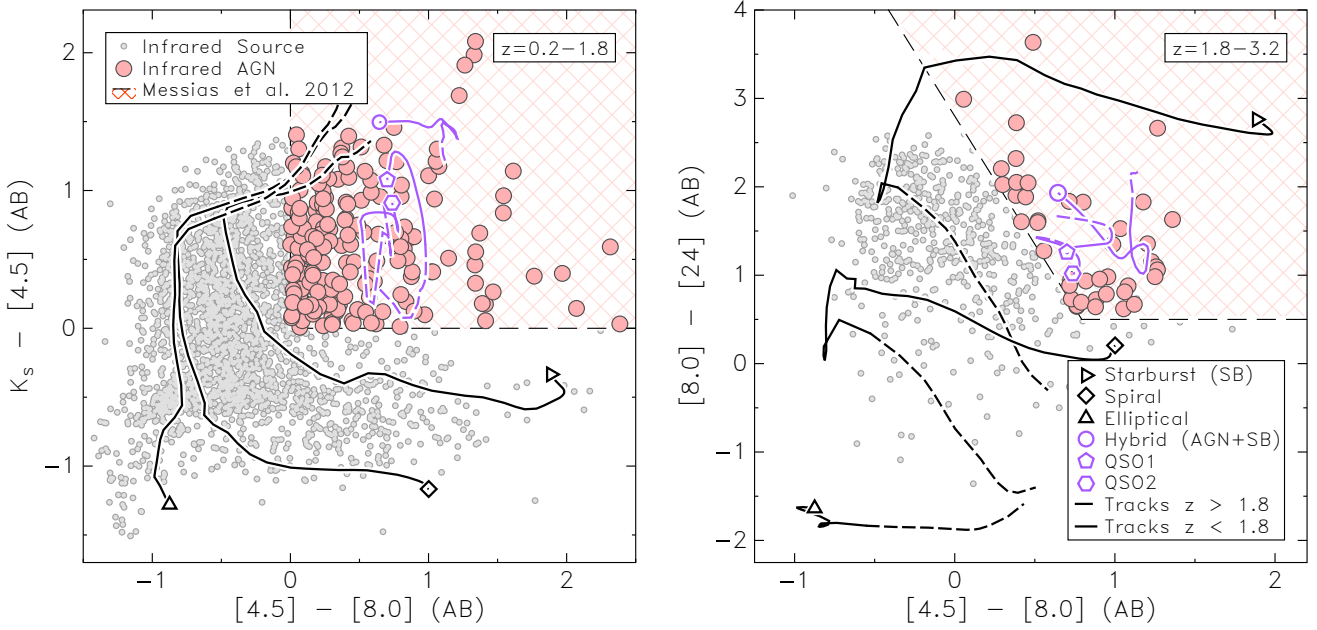 Infrared Source
Infrared AGN
Messias et al. 2012
z=0.2−1.8
2
1
0
−1
−1
0
1
2
Ks − [4.5] (AB)
[4.5] − [8.0] (AB)
z=1.8−3.2
4
3
2
1
0
−1
−2
−1
0
1
2
[8.0] − [24] (AB)
[4.5] − [8.0] (AB)
Starburst (SB)
Spiral
Elliptical
Hybrid (AGN+SB)
QSO1
QSO2
Tracks z > 1.8
Tracks z < 1.8